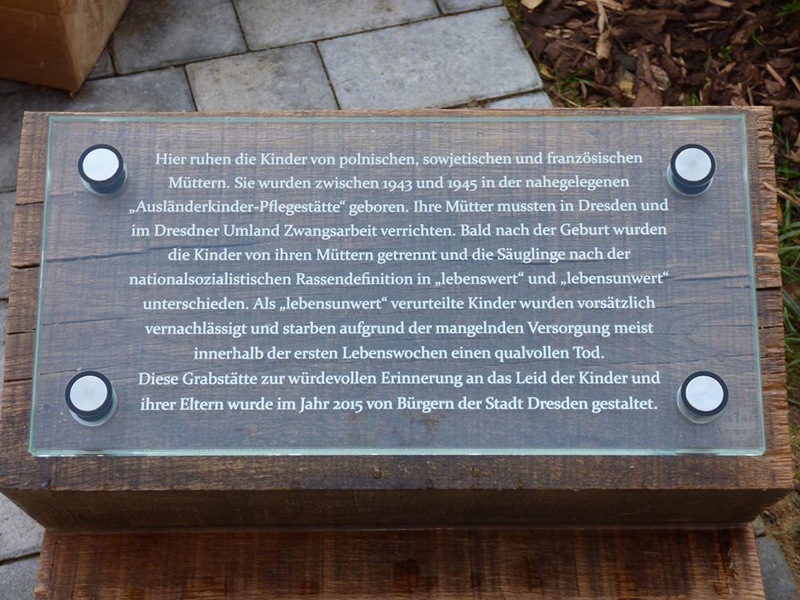 Hier ruhen die Kinder von polnischen, sowjetischen und französischen
Müttern. Sie wurden zwischen 1943 und 1945 in der nahegelegenen
„Ausländerkinder-Pflegestätte“ geboren. Ihre Mütter mussten in Dresden und
im Dresdner Umland Zwangsarbeit verrichten. Bald nach der Geburt wurden
die Kinder von ihren Müttern getrennt und die Säuglinge nach der
nationalsozialistischen Rassendefinition in „lebenswert“ und „lebensunwert“
unterschieden. Als „lebensunwert“ verurteilte Kinder wurden vorsätzlich
vernachlässigt und starben aufgrund der mangelnden Versorgung meist
innerhalb der ersten Lebenswochen einen qualvollen Tod.
Diese Grabstätte zur würdevollen Erinnerung an das Leid der Kinder und
ihrer Eltern wurde im Jahr 2015 von Bürgern der Stadt Dresden gestaltet.